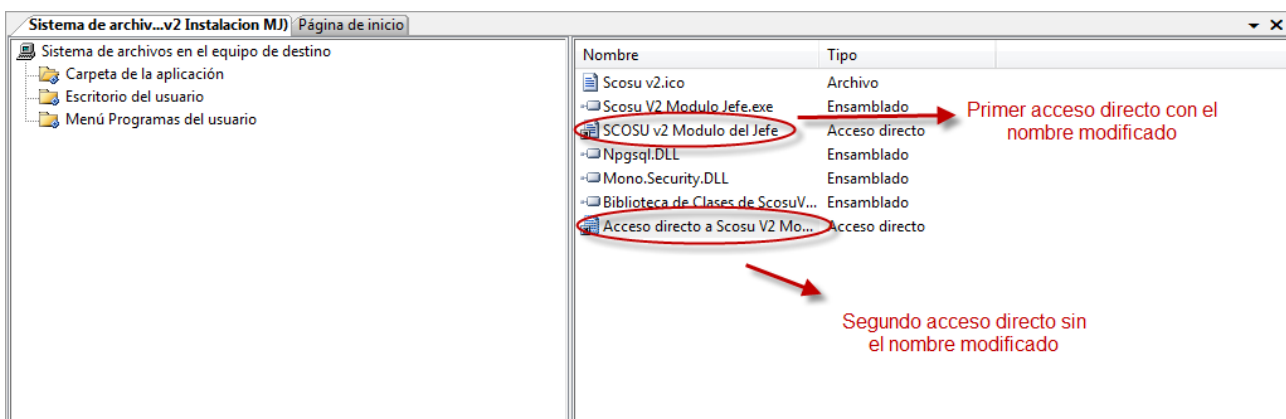 Sistema de archiv...v2 Instalacion MJ) Página de inicio
Sistema de archivos en el equipo de destino
Carpeta de la aplicación
Escritorio del usuario
Menú Programas del usuario
Nombre Tipo
Scosu v2.ico Archivo
Scosu V2 Modulo Jefe.exe Ensamblado
SCOSU v2 Modulo del Jefe Acceso directo
Npgsql.DLL Ensamblado
Mono.Security.DLL Ensamblado
Biblioteca de Clases de ScosuV... Ensamblado
Acceso directo a Scosu V2 Mo... Acceso directo
Primer acceso directo con el
nombre modificado
Segundo acceso directo sin
el nombre modificado